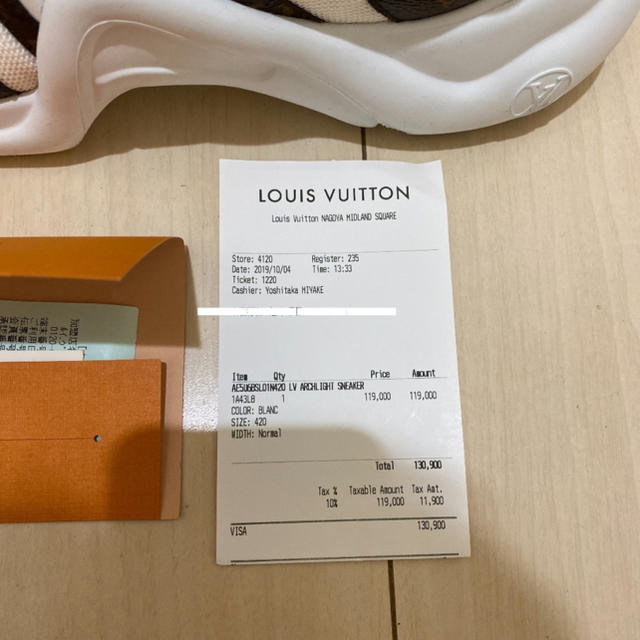 LOUIS VUITTON
Louis Vuitton NAGOYA MIDLAND SQUARE
Store: 4120 Register: 235
Date: 2019/10/04 Time: 13:33
Ticket: 1220
Cashier: Yoshitaka MIYAKE
Item Qty Price Amount
AE5U6BSL01N420 LV ARCHLIGHT SNEAKER
1A43L8 1 119,000 119,000
COLOR: BLANC
SIZE: 420
WIDTH: Normal
Total 130,900
Tax % Taxable Amount Tax Amt.
10% 119,000 11,900
VISA 130,900